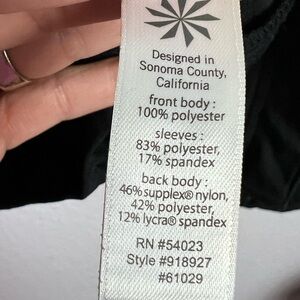 Designed in
Sonoma County,
California
front body :
100% polyester
sleeves :
83% polyester,
17% spandex
back body :
46% supplex® nylon,
42% polyester,
12% lycra® spandex
RN #54023
Style #918927
#61029